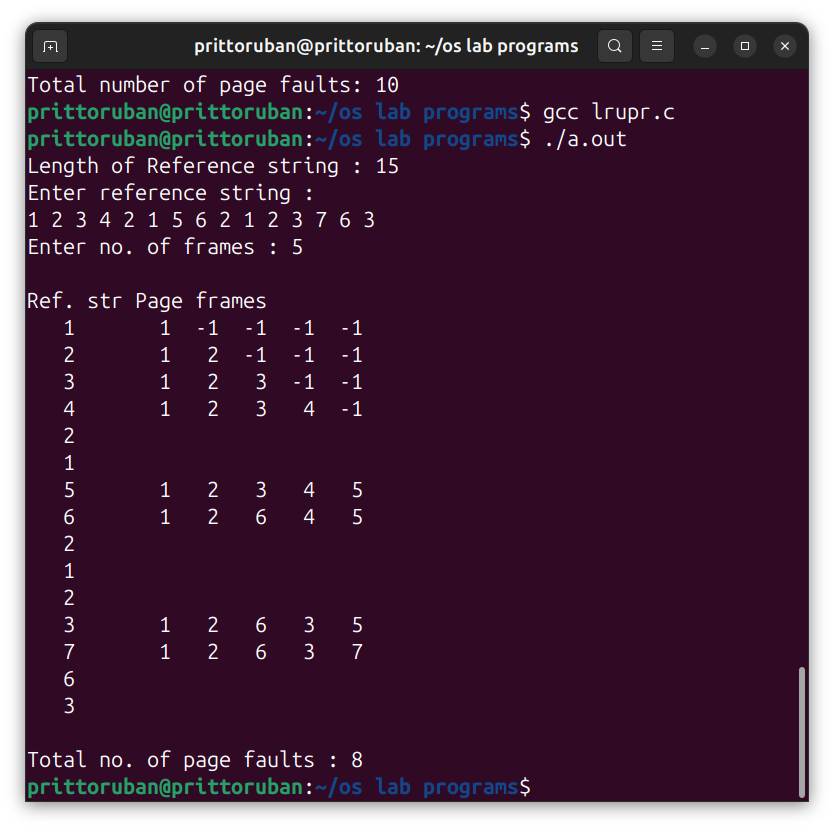 prittoruban@prittoruban: ~/os lab programs
Total number of page faults: 10
prittoruban@prittoruban:~/os lab programs$ gcc lrupr.c
prittoruban@prittoruban:~/os lab programs$ ./a.out
Length of Reference string : 15
Enter reference string :
1 2 3 4 2 1 5 6 2 1 2 3 7 6 3
Enter no. of frames : 5

Ref. str Page frames
   1       1  -1  -1  -1  -1
   2       1   2  -1  -1  -1
   3       1   2   3  -1  -1
   4       1   2   3   4  -1
   2
   1
   5       1   2   3   4   5
   6       1   2   6   4   5
   2
   1
   2
   3       1   2   6   3   5
   7       1   2   6   3   7
   6
   3

Total no. of page faults : 8
prittoruban@prittoruban:~/os lab programs$